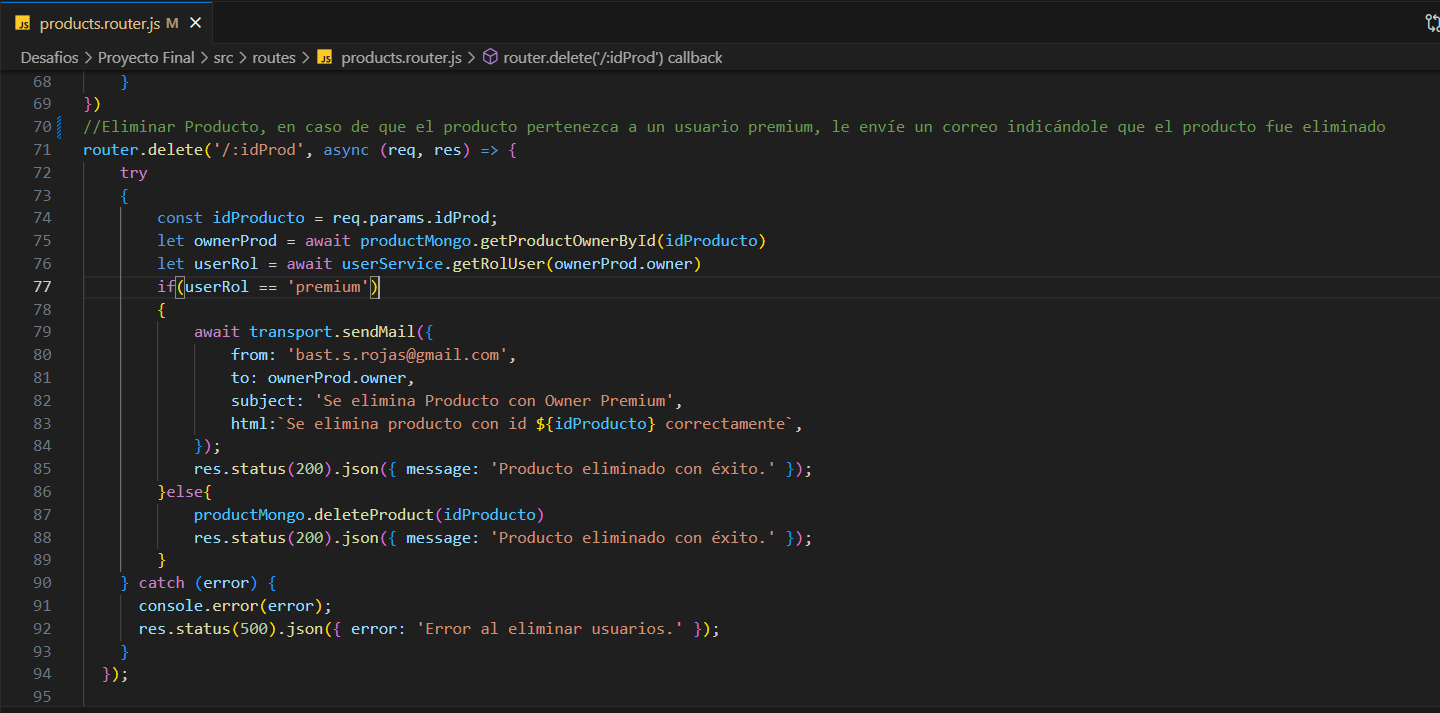 JS products.router.js M ×
Desafios > Proyecto Final > src > routes > JS products.router.js > router.delete('/:idProd') callback
68 }
69 })
70 //Eliminar Producto, en caso de que el producto pertenezca a un usuario premium, le envíe un correo indicándole que el producto fue eliminado
71 router.delete('/:idProd', async (req, res) => {
72 try
73 {
74 const idProducto = req.params.idProd;
75 let ownerProd = await productMongo.getProductOwnerById(idProducto)
76 let userRol = await userService.getRolUser(ownerProd.owner)
77 if(userRol == 'premium')
78 {
79 await transport.sendMail({
80 from: 'bast.s.rojas@gmail.com',
81 to: ownerProd.owner,
82 subject: 'Se elimina Producto con Owner Premium',
83 html:`Se elimina producto con id ${idProducto} correctamente`,
84 });
85 res.status(200).json({ message: 'Producto eliminado con éxito.' });
86 }else{
87 productMongo.deleteProduct(idProducto)
88 res.status(200).json({ message: 'Producto eliminado con éxito.' });
89 }
90 } catch (error) {
91 console.error(error);
92 res.status(500).json({ error: 'Error al eliminar usuarios.' });
93 }
94 });
95